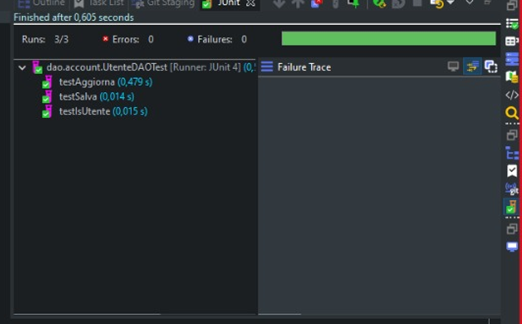 Outline Task List Git Staging JUnit
Finished after 0,605 seconds
Runs: 3/3 Errors: 0 Failures: 0
dao.account.UtenteDAOTest [Runner: JUnit 4] (0,
Failure Trace
testAggiorna (0,479 s)
testSalva (0,014 s)
testIsUtente (0,015 s)